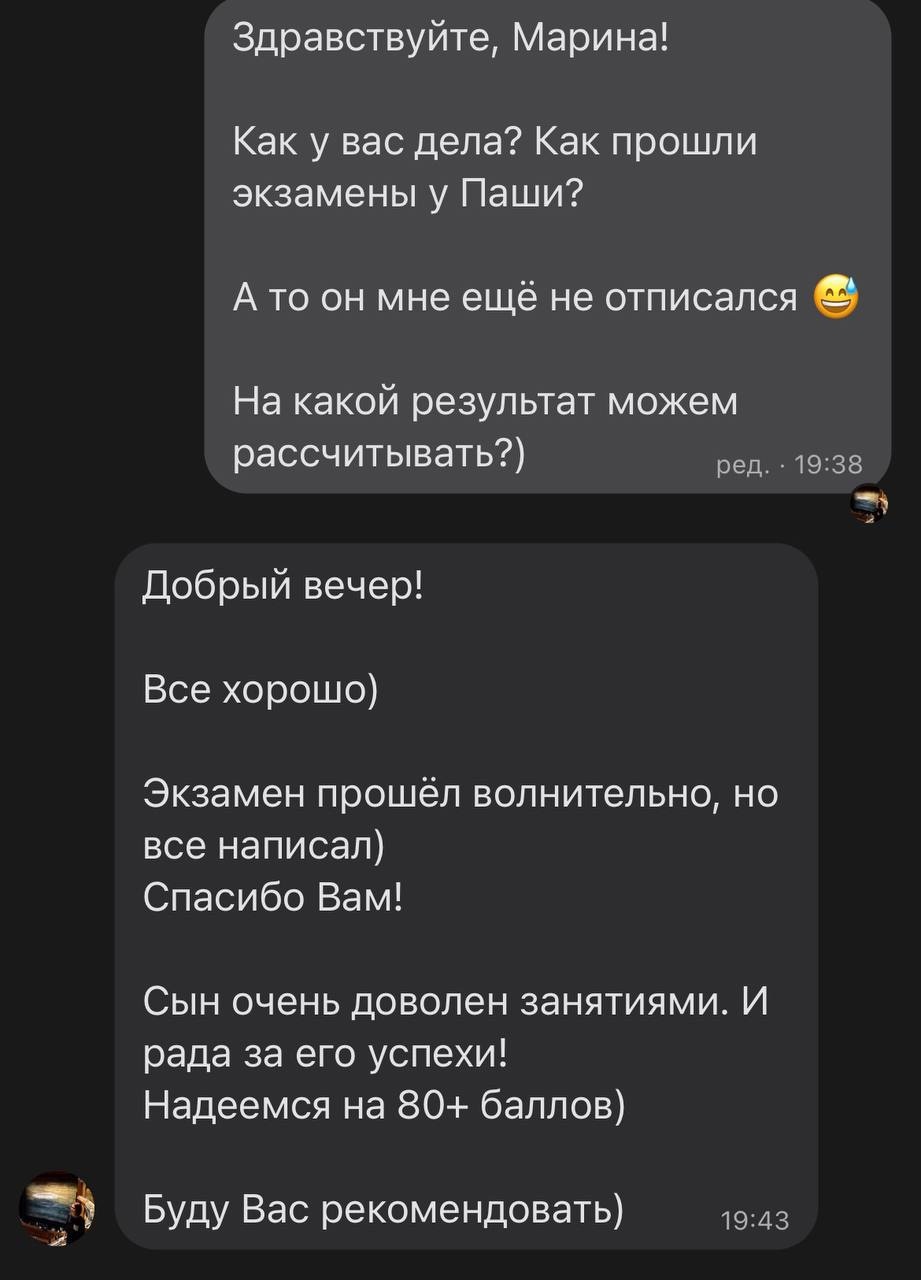 Здравствуйте, Марина!
Как у вас дела? Как прошли
экзамены у Паши?
А то он мне ещё не отписался 😅
На какой результат можем
рассчитывать?)
ред. · 19:38
Добрый вечер!
Все хорошо)
Экзамен прошёл волнительно, но
все написал)
Спасибо Вам!
Сын очень доволен занятиями. И
рада за его успехи!
Надеемся на 80+ баллов)
Буду Вас рекомендовать)
19:43